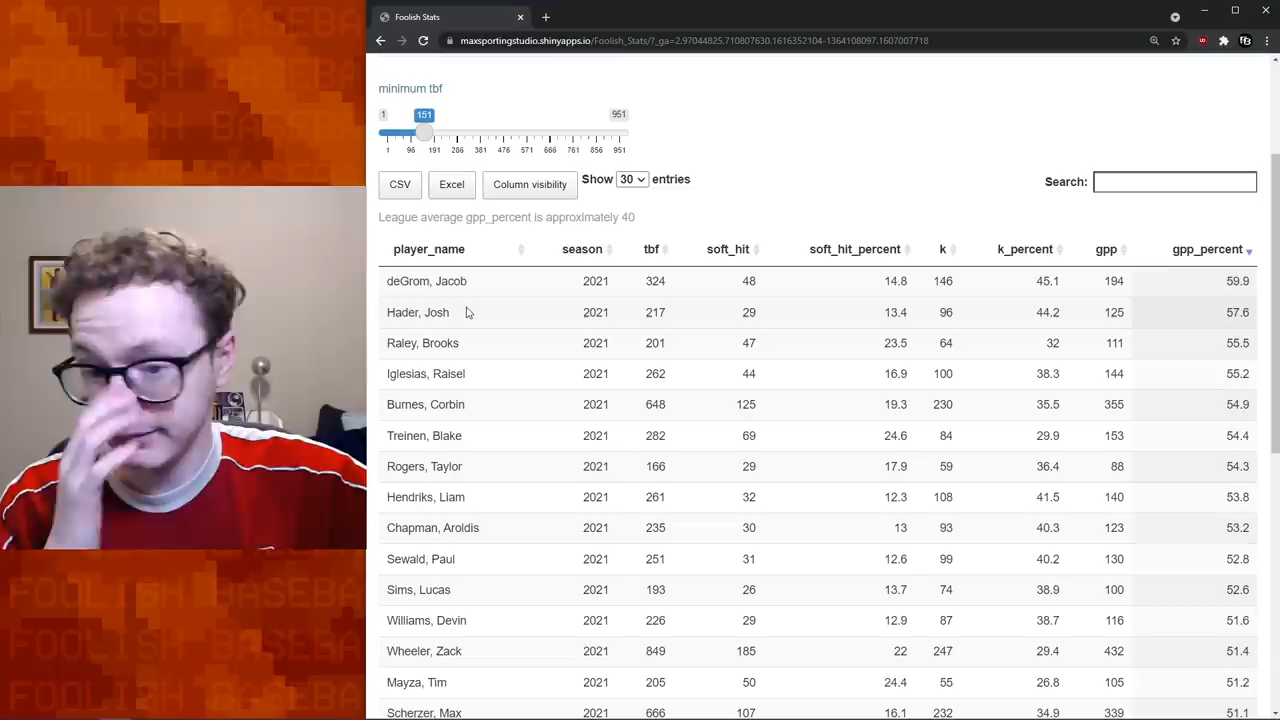 FOOLISH BASEBA
Foolish Stats
maxsportingstudio.shinyapps.io/Foolish_Stats/?_ga=2.97044825.710807630.1616352104-1364108097.1607007718
minimum tbf
1 151 951
1 96 191 286 381 476 571 666 761 856 951
CSV Excel Column visibility Show 30 entries Search:
League average gpp_percent is approximately 40
player_name season tbf soft_hit soft_hit_percent k k_percent gpp gpp_percent
deGrom, Jacob 2021 324 48 14.8 146 45.1 194 59.9
Hader, Josh 2021 217 29 13.4 96 44.2 125 57.6
Raley, Brooks 2021 201 47 23.5 64 32 111 55.5
Iglesias, Raisel 2021 262 44 16.9 100 38.3 144 55.2
Burnes, Corbin 2021 648 125 19.3 230 35.5 355 54.9
Treinen, Blake 2021 282 69 24.6 84 29.9 153 54.4
Rogers, Taylor 2021 166 29 17.9 59 36.4 88 54.3
Hendriks, Liam 2021 261 32 12.3 108 41.5 140 53.8
Chapman, Aroldis 2021 235 30 13 93 40.3 123 53.2
Sewald, Paul 2021 251 31 12.6 99 40.2 130 52.8
Sims, Lucas 2021 193 26 13.7 74 38.9 100 52.6
Williams, Devin 2021 226 29 12.9 87 38.7 116 51.6
Wheeler, Zack 2021 849 185 22 247 29.4 432 51.4
Mayza, Tim 2021 205 50 24.4 55 26.8 105 51.2
Scherzer, Max 2021 666 107 16.1 232 34.9 339 51.1
FOOLISH BASEBA
FOOLISH BASEBA
FOOLISH BASEBA